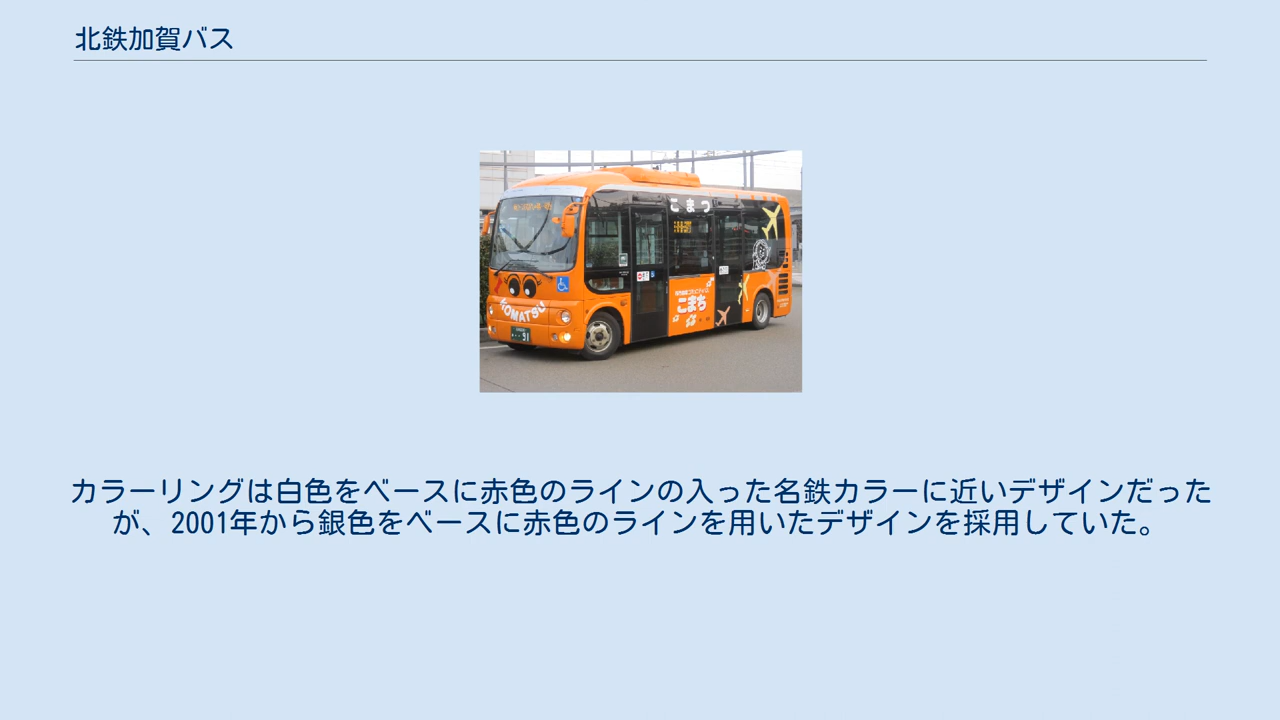 北鉄加賀バス
こまつ
KOMATSU
こまち
91
カラーリングは白色をベースに赤色のラインの入った名鉄カラーに近いデザインだった
が、2001年から銀色をベースに赤色のラインを用いたデザインを採用していた。